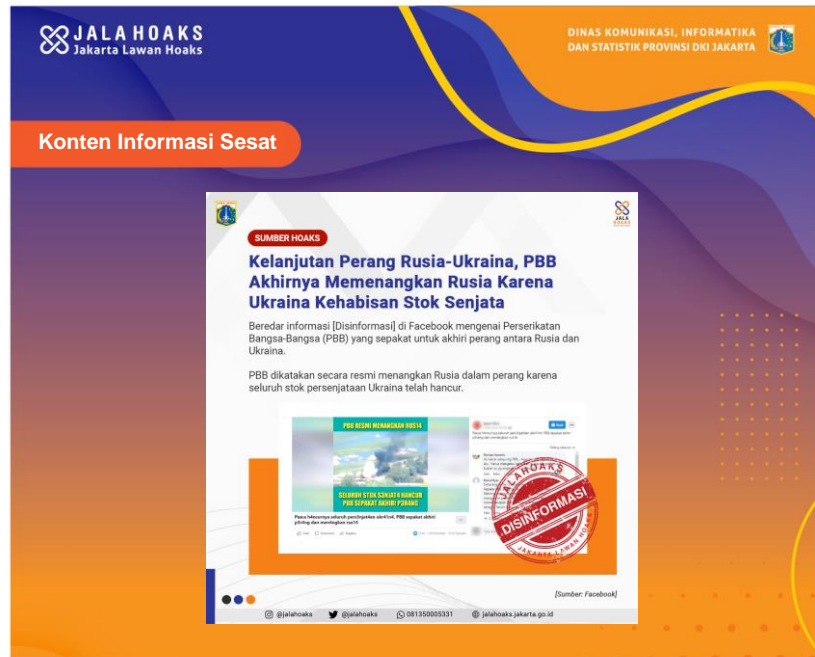 JALAHOAKS
Jakarta Lawan Hoaks
DINAS KOMUNIKASI, INFORMATIKA
DAN STATISTIK PROVINSI DKI JAKARTA
Konten Informasi Sesat
JALA
HOAKS
SUMBER HOAKS
Kelanjutan Perang Rusia-Ukraina, PBB
Akhirnya Memenangkan Rusia Karena
Ukraina Kehabisan Stok Senjata
Beredar informasi [Disinformasi] di Facebook mengenai Perserikatan
Bangsa-Bangsa (PBB) yang sepakat untuk akhiri perang antara Rusia dan
Ukraina.
PBB dikatakan secara resmi menangkan Rusia dalam perang karena
seluruh stok persenjataan Ukraina telah hancur.
PBB RESMI MENANGKAN RUS14
SELURUH STOK S3NJATA HANCUR
PBB SEPAKAT AKHIRI P3RANG
JALAHOAKS
DISINFORMASI
JAKARTA LAWAN HOAKS
[Sumber: Facebook]
@jalahoaks
@jalahoaks
081350005331
jalahoaks.jakarta.go.id